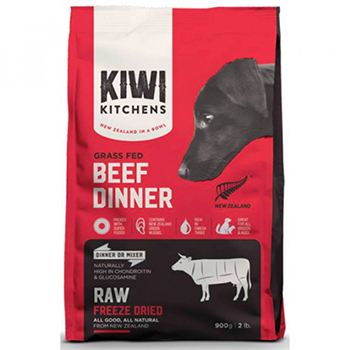 KIWI
KITCHENS
NEW ZEALAND IN A BOWL
GRASS FED
BEEF
DINNER
NEW ZEALAND
DINNER OR MIXER
NATURALLY
HIGH IN CHONDROITIN
& GLUCOSAMINE
RAW
FREEZE DRIED
ALL GOOD, ALL NATURAL
FROM NEW ZEALAND
900g | 2 lb.